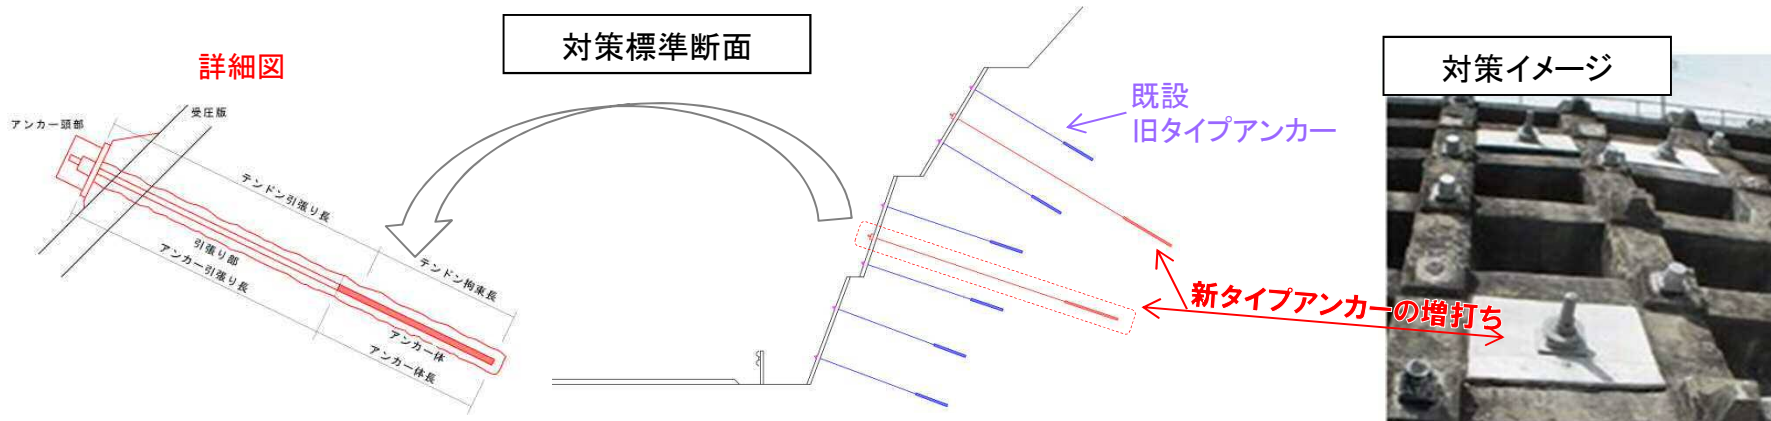 詳細図
アンカー頭部
受圧版
テンドン引張り長
引張り部
アンカー引張り長
テンドン拘束長
アンカー体
アンカー体長
対策標準断面
既設
旧タイプアンカー
新タイプアンカーの増打ち
対策イメージ